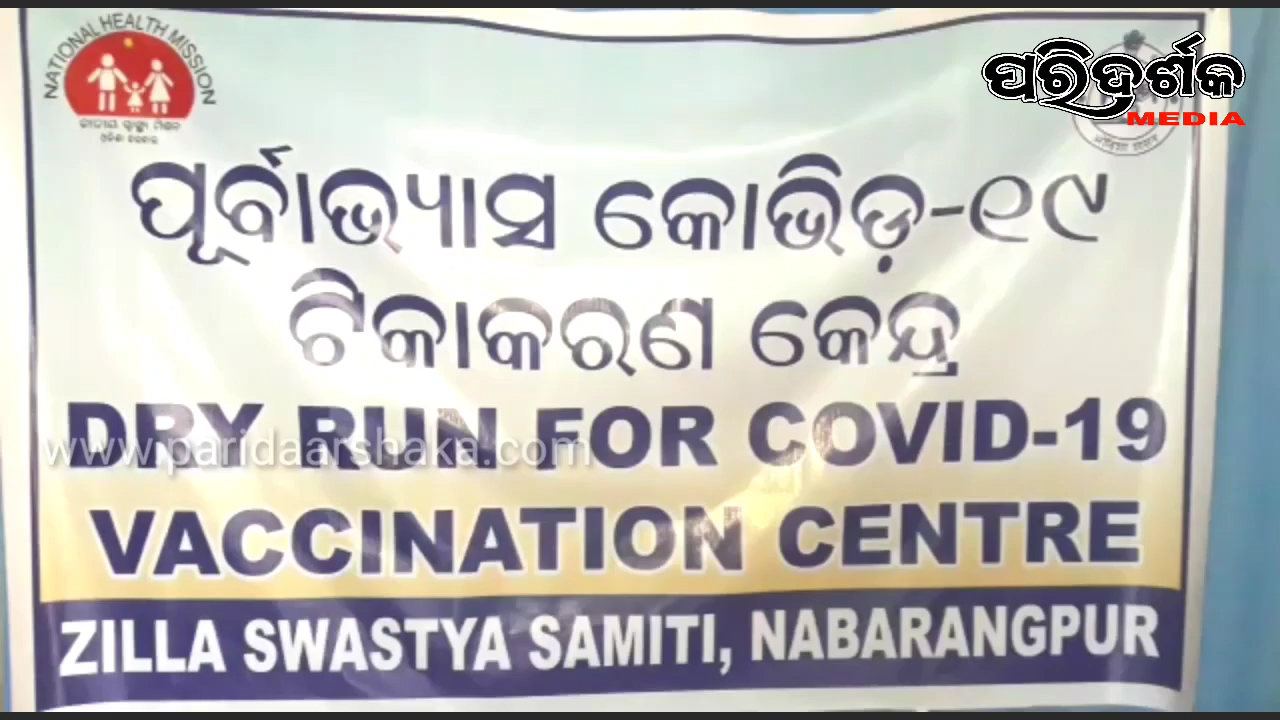 NATIONAL HEALTH MISSION
ଜାତୀୟ ସ୍ୱାସ୍ଥ୍ୟ ମିଶନ
ପରିଦର୍ଶକ
MEDIA
ପୂର୍ବାଭ୍ୟାସ କୋଭିଡ଼-୧୯
ଟିକାକରଣ କେନ୍ଦ୍ର
DRY RUN FOR COVID-19
www.paridaarshaka.com
VACCINATION CENTRE
ZILLA SWASTYA SAMITI, NABARANGPUR